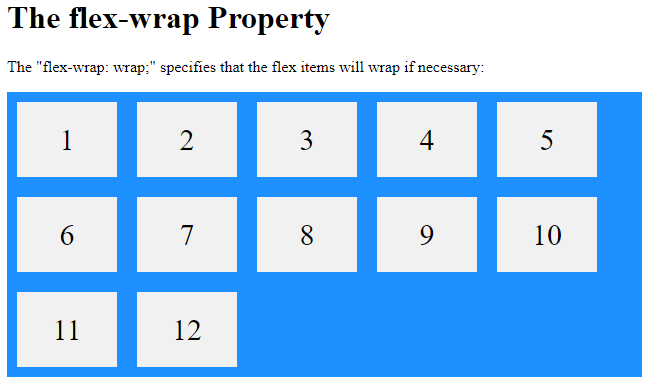 The flex-wrap Property
The "flex-wrap: wrap;" specifies that the flex items will wrap if necessary:
1 2 3 4 5
6 7 8 9 10
11 12